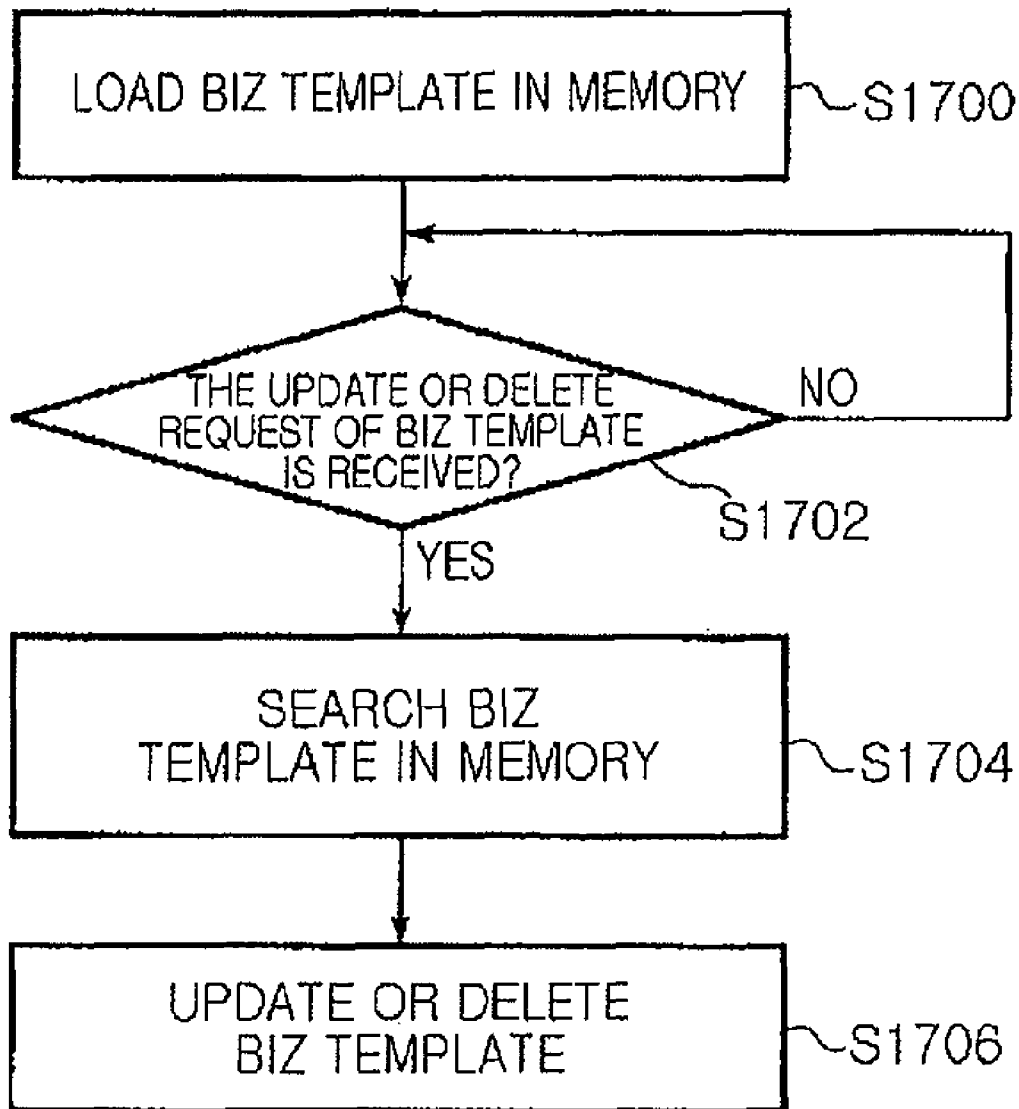 LOAD BIZ TEMPLATE IN MEMORY
S1700
THE UPDATE OR DELETE
REQUEST OF BIZ TEMPLATE
IS RECEIVED?
NO
S1702
YES
SEARCH BIZ
TEMPLATE IN MEMORY
S1704
UPDATE OR DELETE
BIZ TEMPLATE
S1706